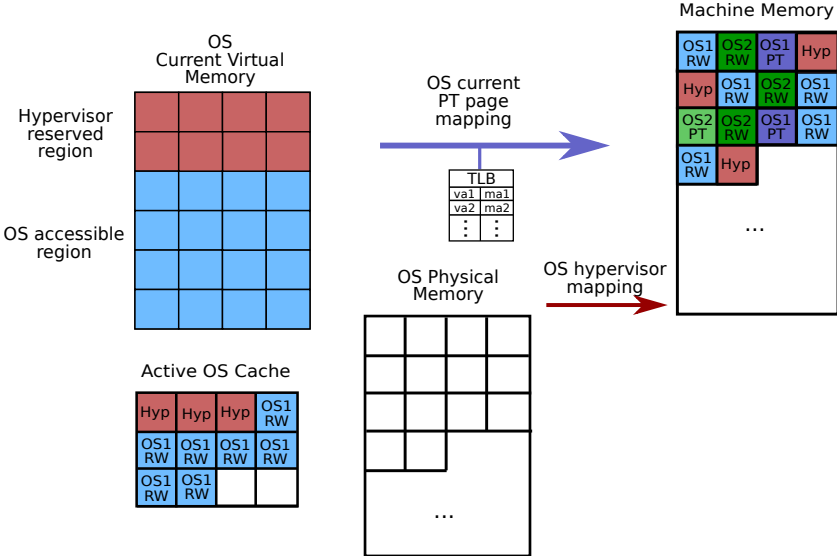 OS
Current Virtual
Memory
Hypervisor
reserved
region
OS accessible
region
OS current
PT page
mapping
TLB
va1 ma1
va2 ma2
⋮ ⋮
Machine Memory
OS1 OS2 OS1 Hyp
RW RW PT
Hyp OS1 OS2 OS1
RW RW RW
OS2 OS2 OS1 OS1
PT RW PT RW
OS1 Hyp
RW
...
OS Physical
Memory
...
OS hypervisor
mapping
Active OS Cache
Hyp Hyp Hyp OS1
RW
OS1 OS1 OS1 OS1
RW RW RW RW
OS1 OS1
RW RW